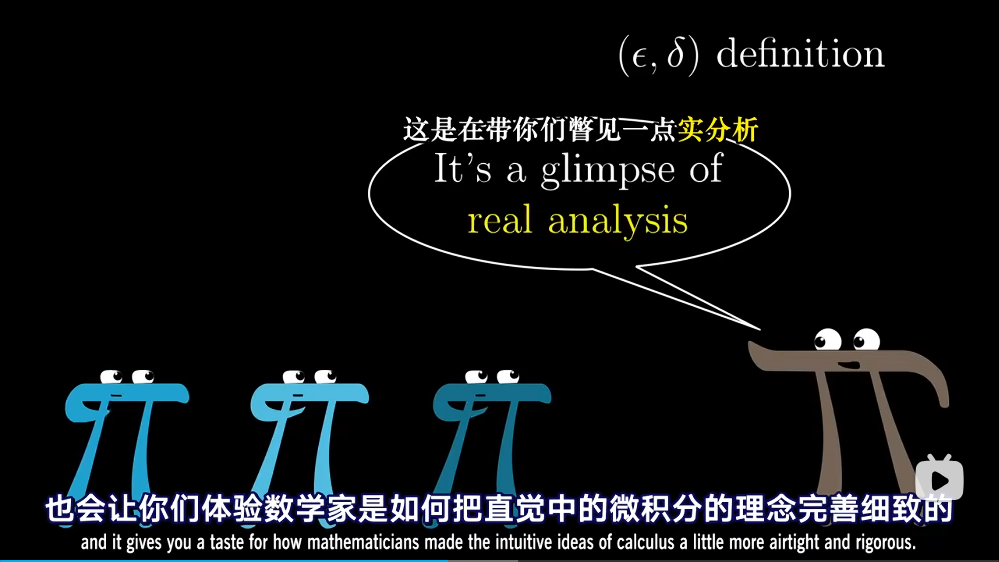 (ϵ, δ) definition
这是在带你们瞥见一点实分析
It's a glimpse of
real analysis
也会让你们体验数学家是如何把直觉中的微积分的理念完善细致的
and it gives you a taste for how mathematicians made the intuitive ideas of calculus a little more airtight and rigorous.